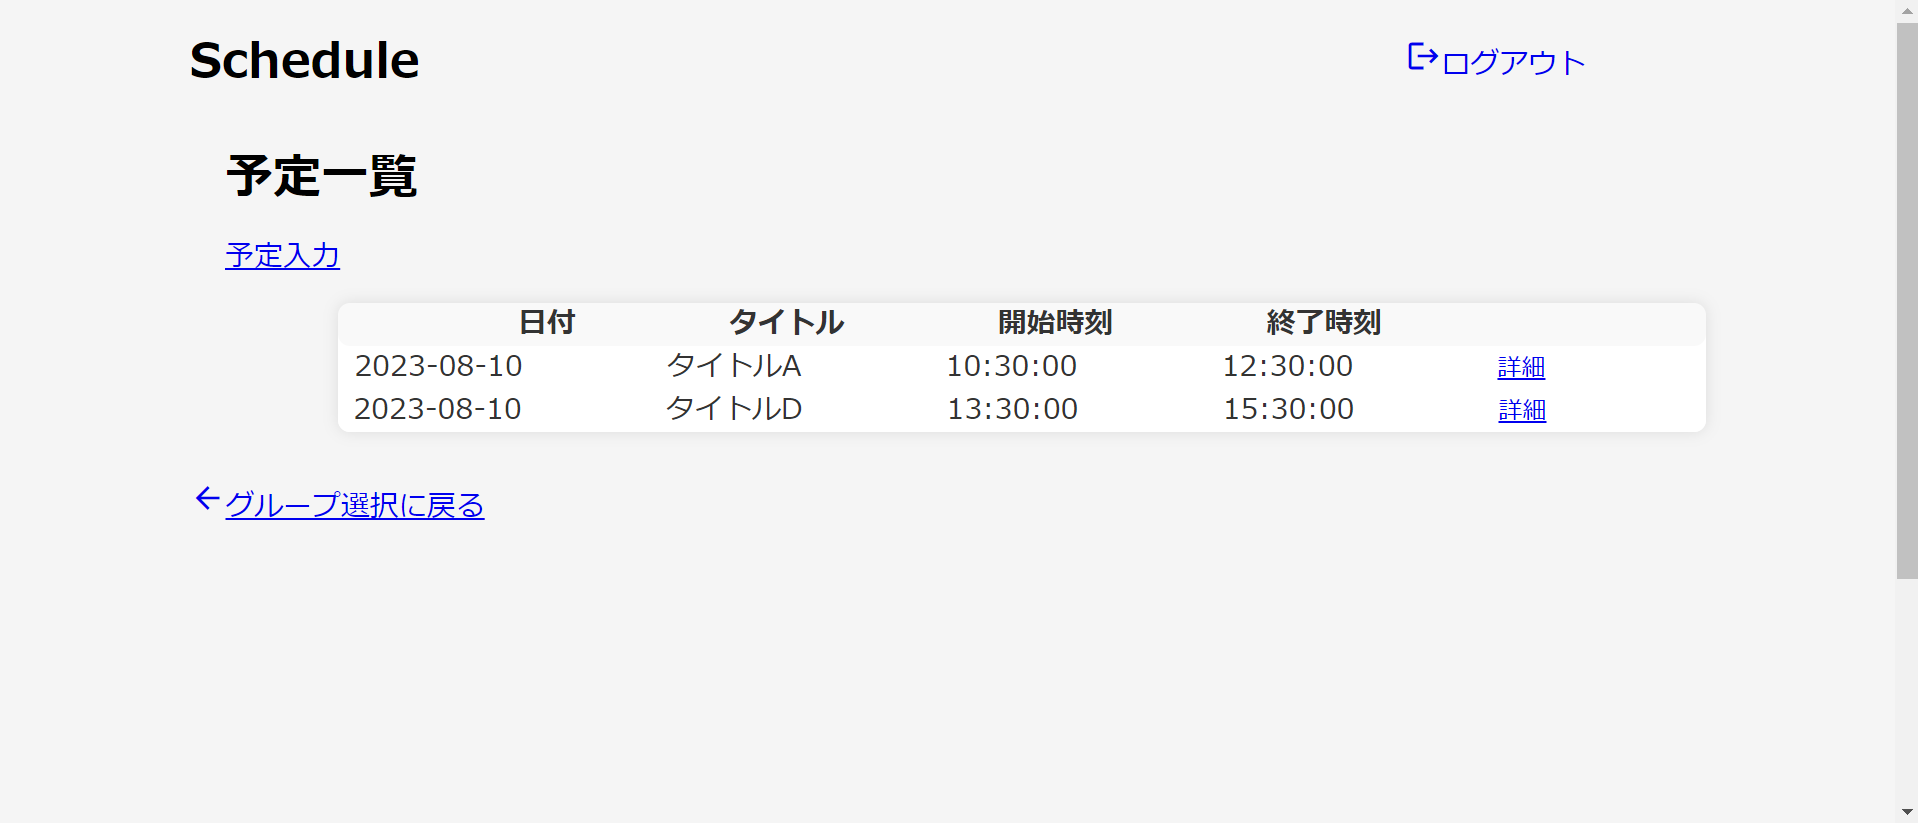 Schedule ログアウト
予定一覧
予定入力
日付 タイトル 開始時刻 終了時刻
2023-08-10 タイトルA 10:30:00 12:30:00 詳細
2023-08-10 タイトルD 13:30:00 15:30:00 詳細
グループ選択に戻る